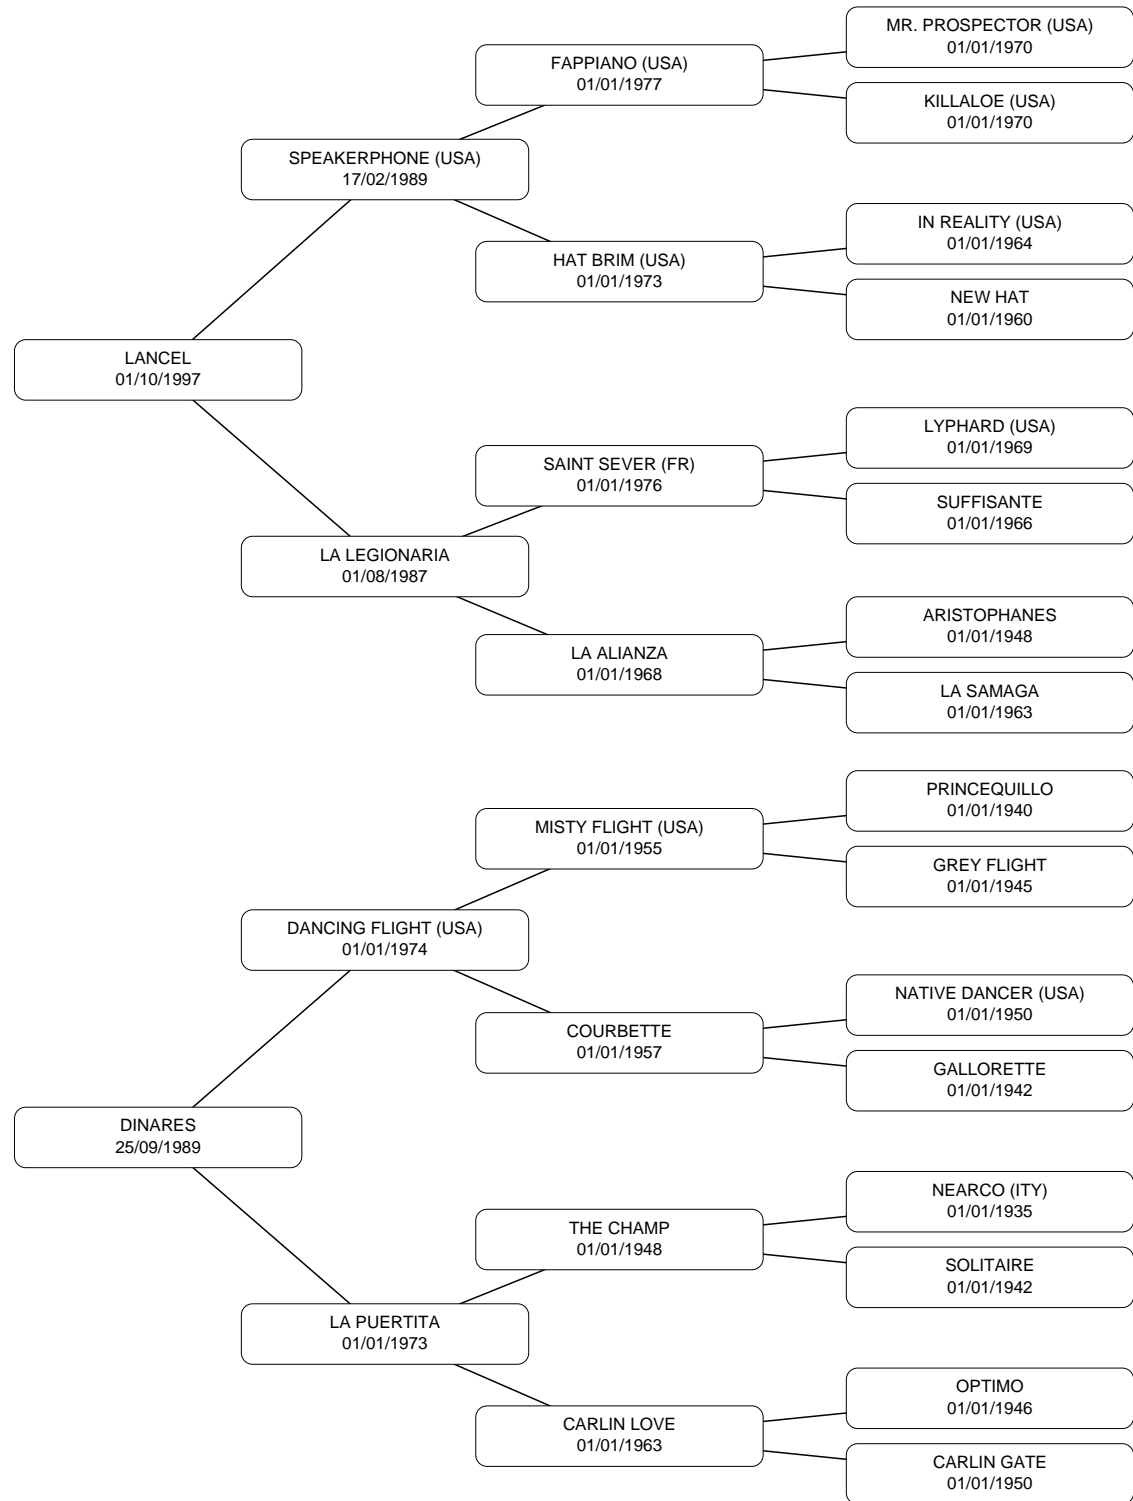 MR. PROSPECTOR (USA)
01/01/1970
FAPPIANO (USA)
01/01/1977
KILLALOE (USA)
01/01/1970
SPEAKERPHONE (USA)
17/02/1989
IN REALITY (USA)
01/01/1964
HAT BRIM (USA)
01/01/1973
NEW HAT
01/01/1960
LANCEL
01/10/1997
LYPHARD (USA)
01/01/1969
SAINT SEVER (FR)
01/01/1976
SUFFISANTE
01/01/1966
LA LEGIONARIA
01/08/1987
ARISTOPHANES
01/01/1948
LA ALIANZA
01/01/1968
LA SAMAGA
01/01/1963
PRINCEQUILLO
01/01/1940
MISTY FLIGHT (USA)
01/01/1955
GREY FLIGHT
01/01/1945
DANCING FLIGHT (USA)
01/01/1974
NATIVE DANCER (USA)
01/01/1950
COURBETTE
01/01/1957
GALLORETTE
01/01/1942
DINARES
25/09/1989
NEARCO (ITY)
01/01/1935
THE CHAMP
01/01/1948
SOLITAIRE
01/01/1942
LA PUERTITA
01/01/1973
OPTIMO
01/01/1946
CARLIN LOVE
01/01/1963
CARLIN GATE
01/01/1950